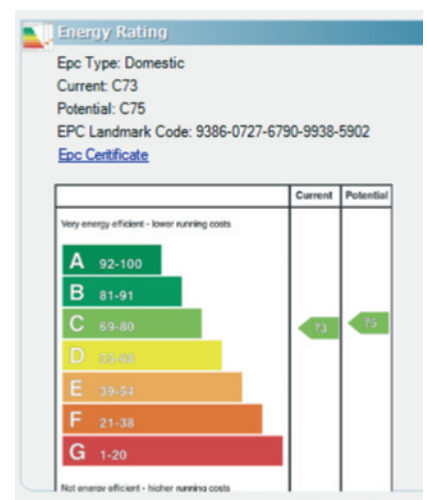 Energy Rating
Epc Type: Domestic
Current: C73
Potential: C75
EPC Landmark Code: 9386-0727-6790-9938-5902
Epc Certificate
Current Potential
Very energy efficient - lower running costs
A 92-100
B 81-91
C 69-80
73 75
D 55-68
E 39-54
F 21-38
G 1-20
Not energy efficient - higher running costs